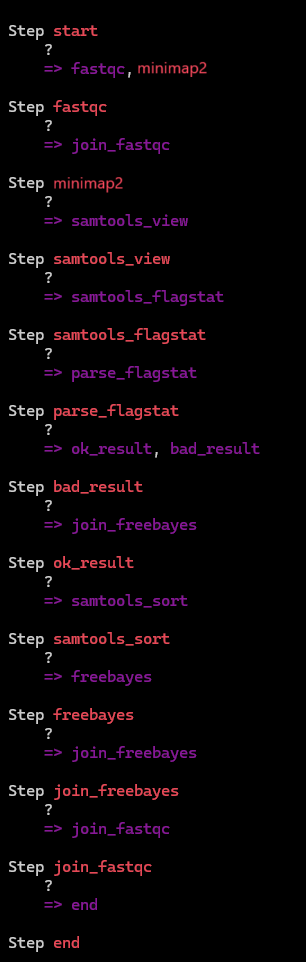 Step start
?
=> fastqc, minimap2
Step fastqc
?
=> join_fastqc
Step minimap2
?
=> samtools_view
Step samtools_view
?
=> samtools_flagstat
Step samtools_flagstat
?
=> parse_flagstat
Step parse_flagstat
?
=> ok_result, bad_result
Step bad_result
?
=> join_freebayes
Step ok_result
?
=> samtools_sort
Step samtools_sort
?
=> freebayes
Step freebayes
?
=> join_freebayes
Step join_freebayes
?
=> join_fastqc
Step join_fastqc
?
=> end
Step end